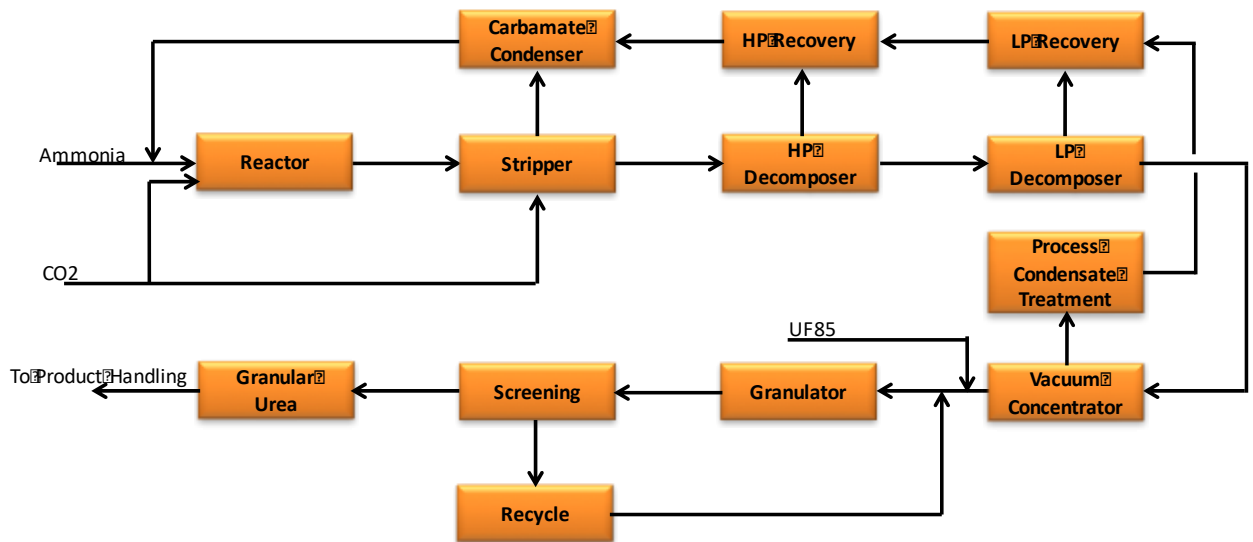 Carbamate
Condenser
HP Recovery
LP Recovery
Ammonia
Reactor
Stripper
HP
Decomposer
LP
Decomposer
CO2
Process
Condensate
Treatment
UF85
To Product Handling
Granular
Urea
Screening
Granulator
Vacuum
Concentrator
Recycle